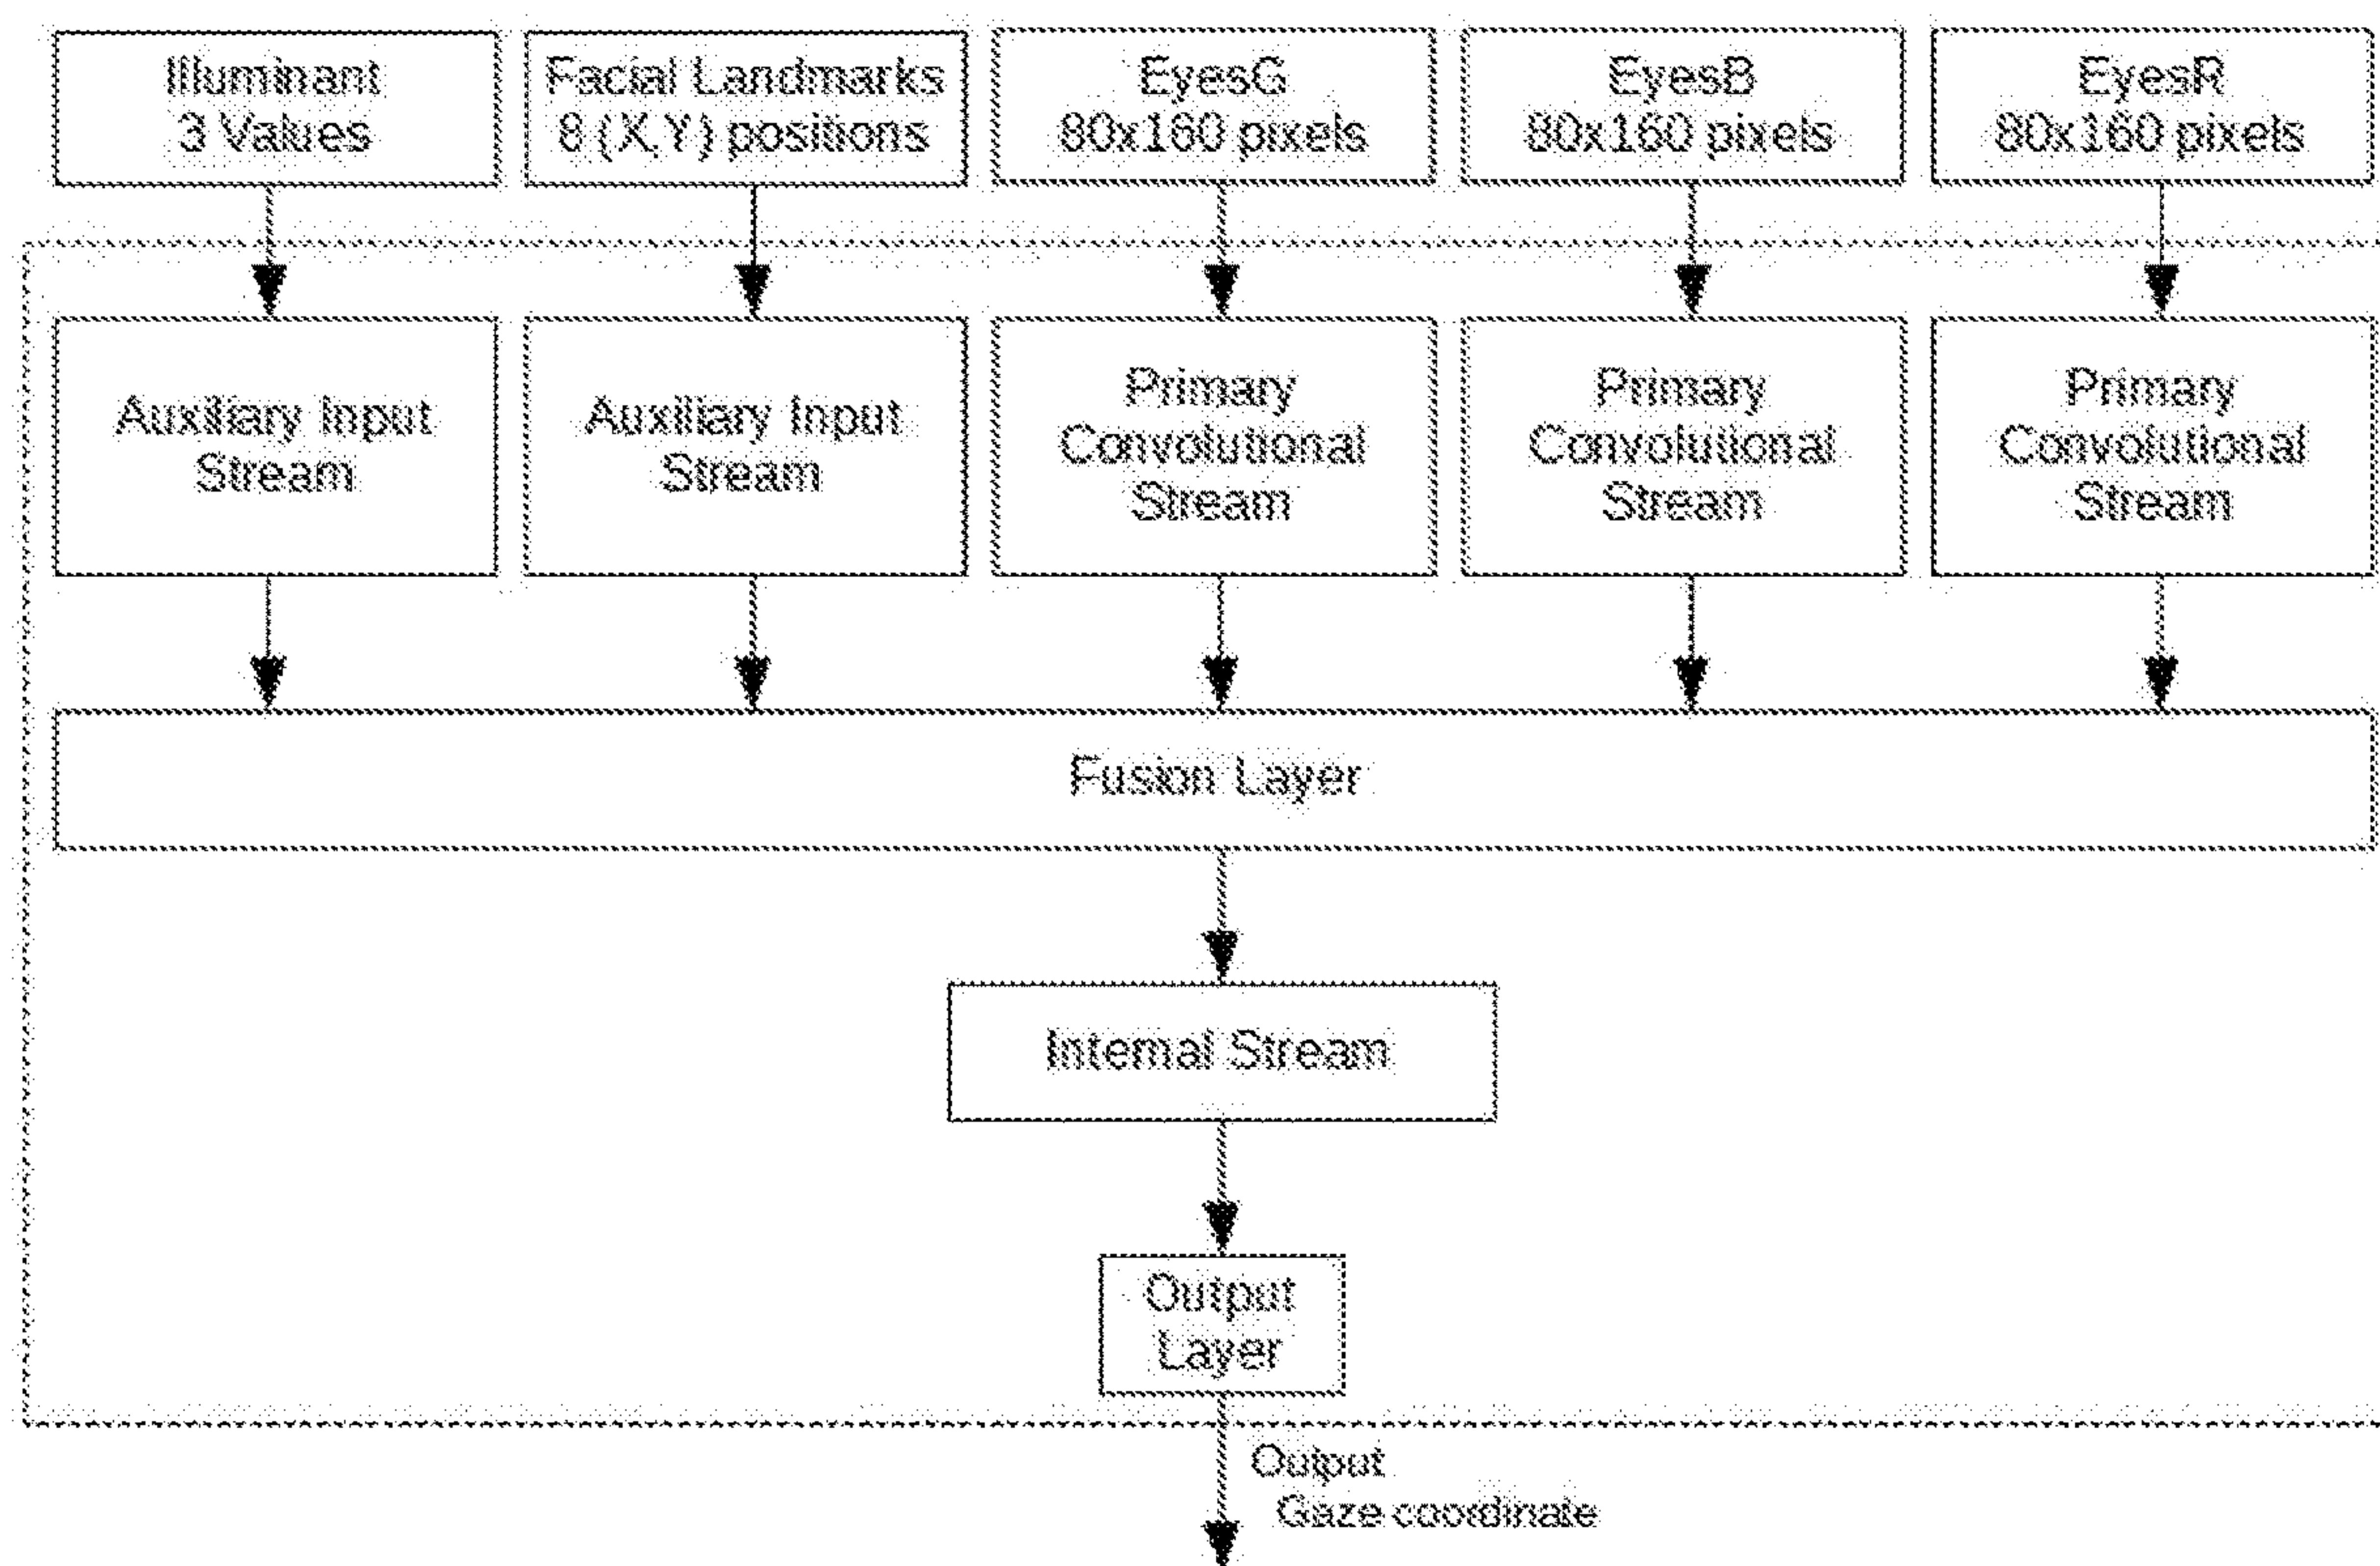 Illuminant
3 Values
Facial Landmarks
8 (X,Y) positions
EyesG
80x160 pixels
EyesB
80x160 pixels
EyesR
80x160 pixels
Auxiliary Input
Stream
Auxiliary Input
Stream
Primary
Convolutional
Stream
Primary
Convolutional
Stream
Primary
Convolutional
Stream
Fusion Layer
Internal Stream
Output
Layer
Output
Gaze coordinate